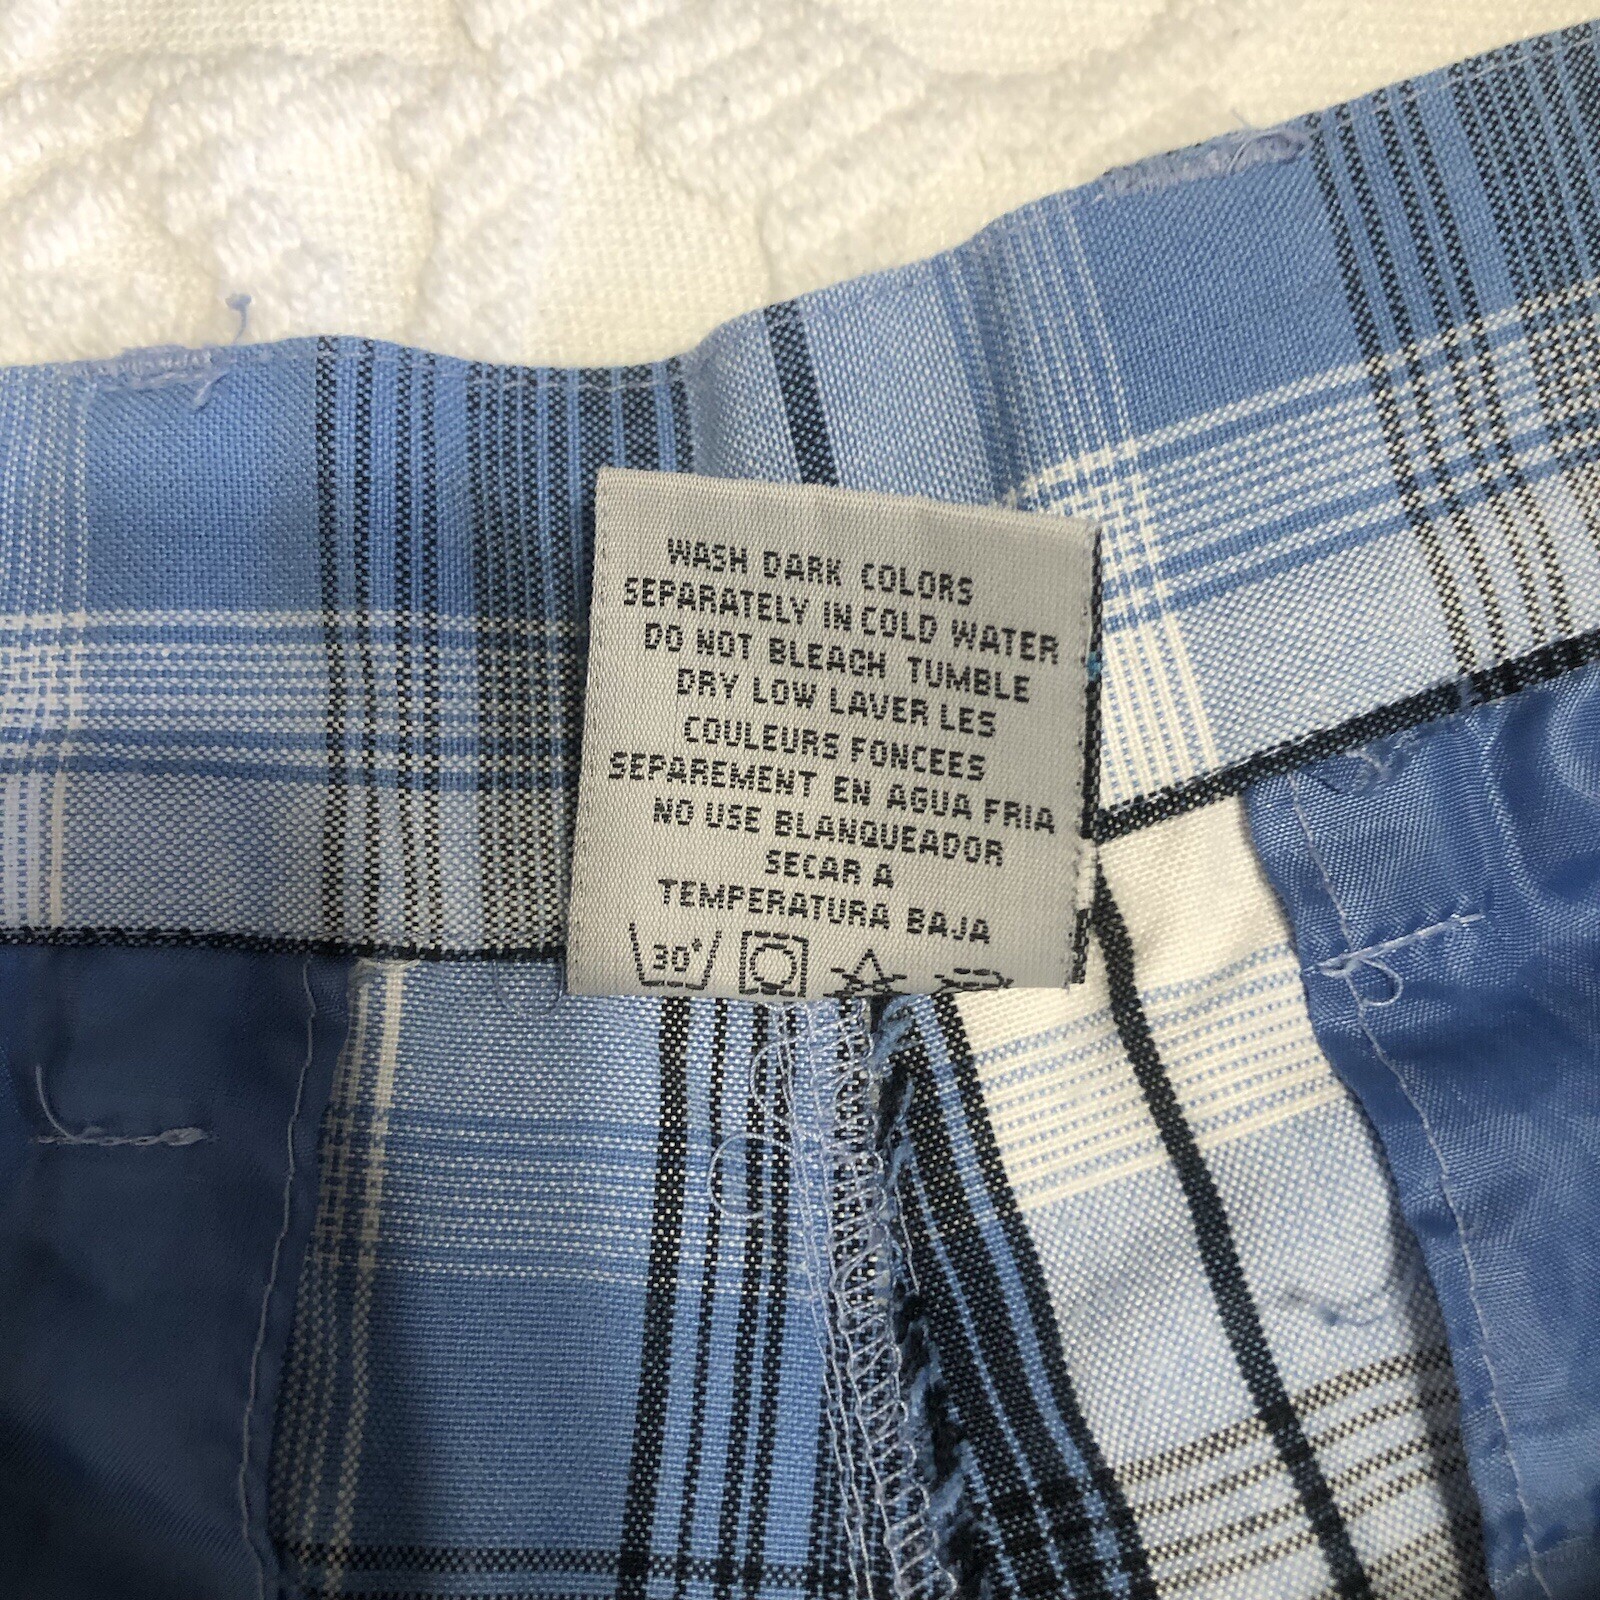 WASH DARK COLORS
SEPARATELY IN COLD WATER
DO NOT BLEACH TUMBLE
DRY LOW LAVER LES
COULEURS FONCEES
SEPAREMENT EN AGUA FRIA
NO USE BLANQUEADOR
SECAR A
TEMPERATURA BAJA
30°